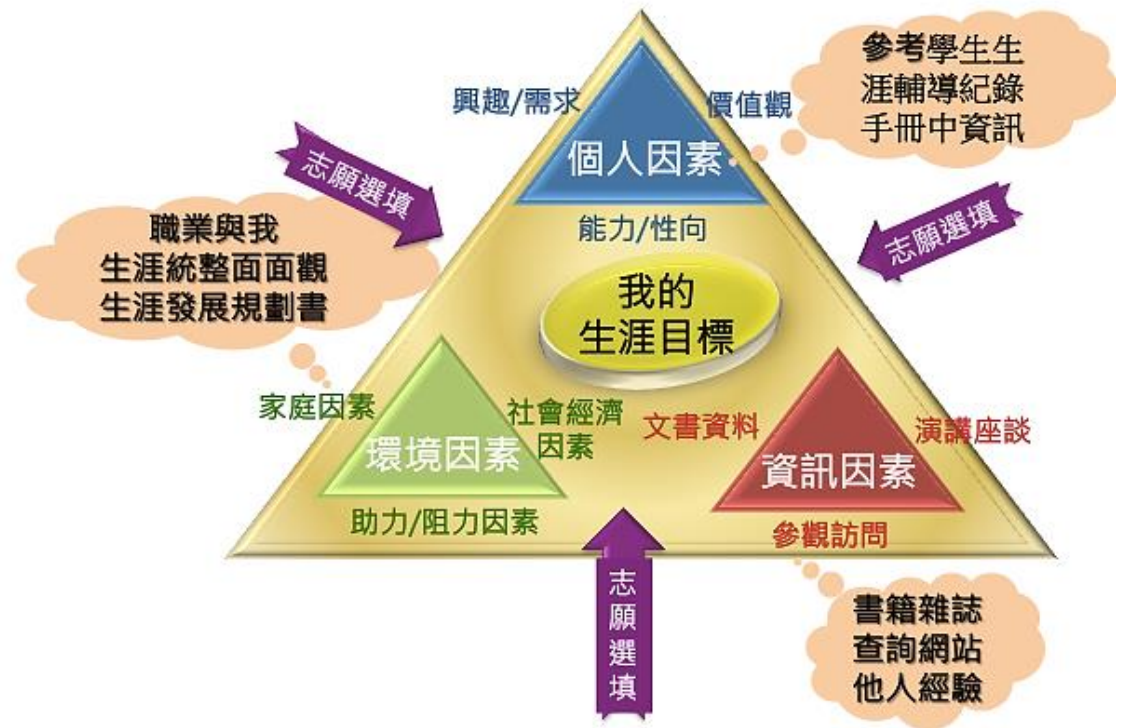 參考學生生
涯輔導紀錄
手冊中資訊
興趣/需求
價值觀
個人因素
能力/性向
志願選填
志願選填
職業與我
生涯統整面面觀
生涯發展規劃書
我的
生涯目標
家庭因素
社會經濟
因素
環境因素
助力/阻力因素
文書資料
演講座談
資訊因素
參觀訪問
志願選填
書籍雜誌
查詢網站
他人經驗